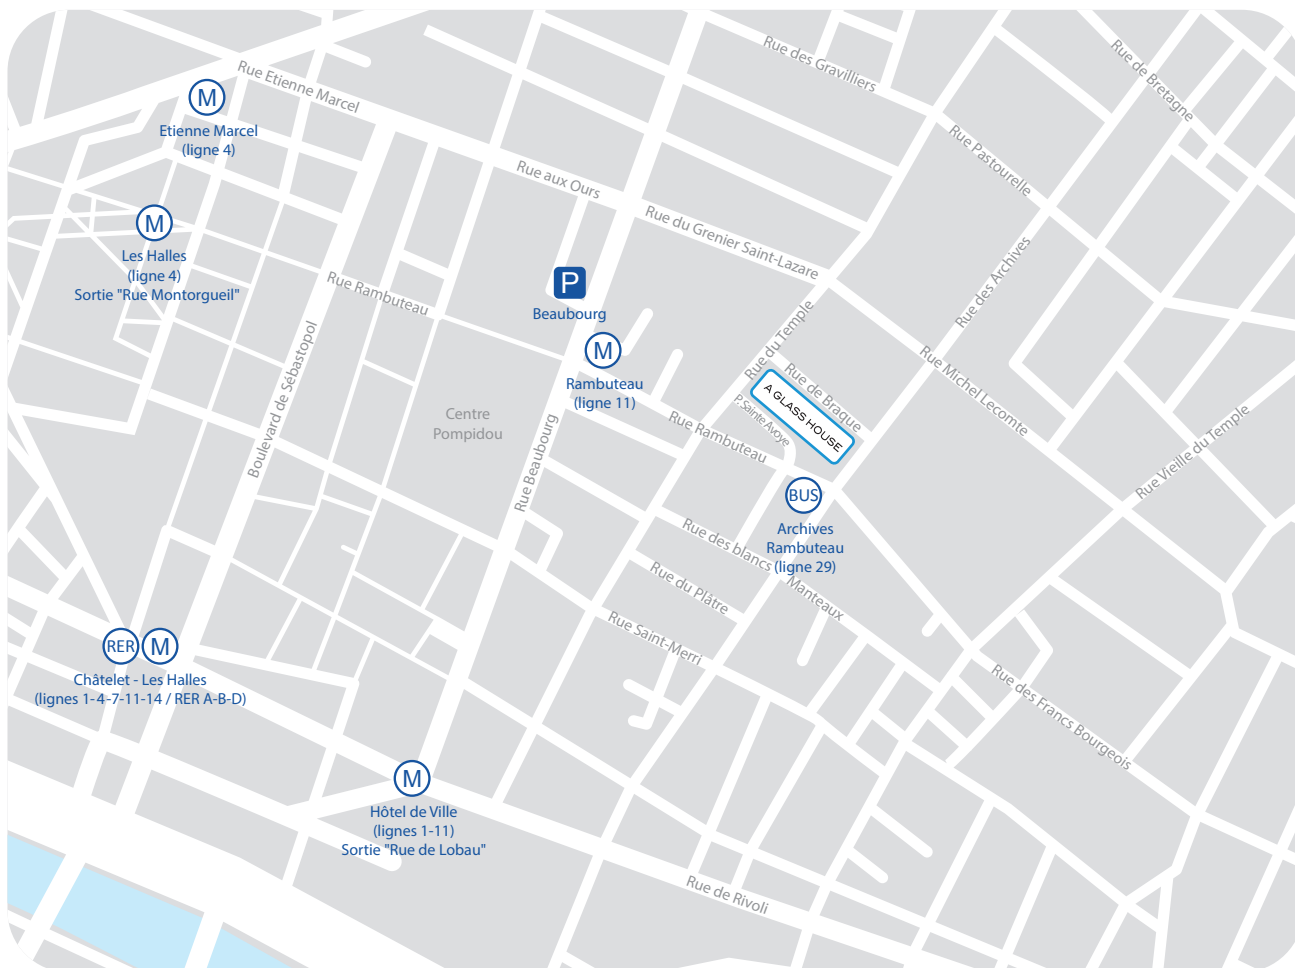 Rue des Gravilliers
Rue de Bretagne
Rue Etienne Marcel
M
Etienne Marcel
(ligne 4)
Rue Pastourelle
Rue aux Ours
M
Les Halles
(ligne 4)
Sortie "Rue Montorgueil"
Rue du Grenier Saint-Lazare
Rue des Archives
P
Beaubourg
Rue Rambuteau
Rue du Temple
M
Rambuteau
(ligne 11)
Rue Michel Lecomte
Rue de Braque
A GLASS HOUSE
P. Sainte Avoye
Boulevard de Sébastopol
Centre
Pompidou
Rue Rambuteau
Rue Beaubourg
Rue Vieille du Temple
BUS
Archives
Rambuteau
(ligne 29)
Rue des blancs Manteaux
Rue du Plâtre
Rue Saint-Merri
RER
M
Châtelet - Les Halles
(lignes 1-4-7-11-14 / RER A-B-D)
Rue des Francs Bourgeois
M
Hôtel de Ville
(lignes 1-11)
Sortie "Rue de Lobau"
Rue de Rivoli